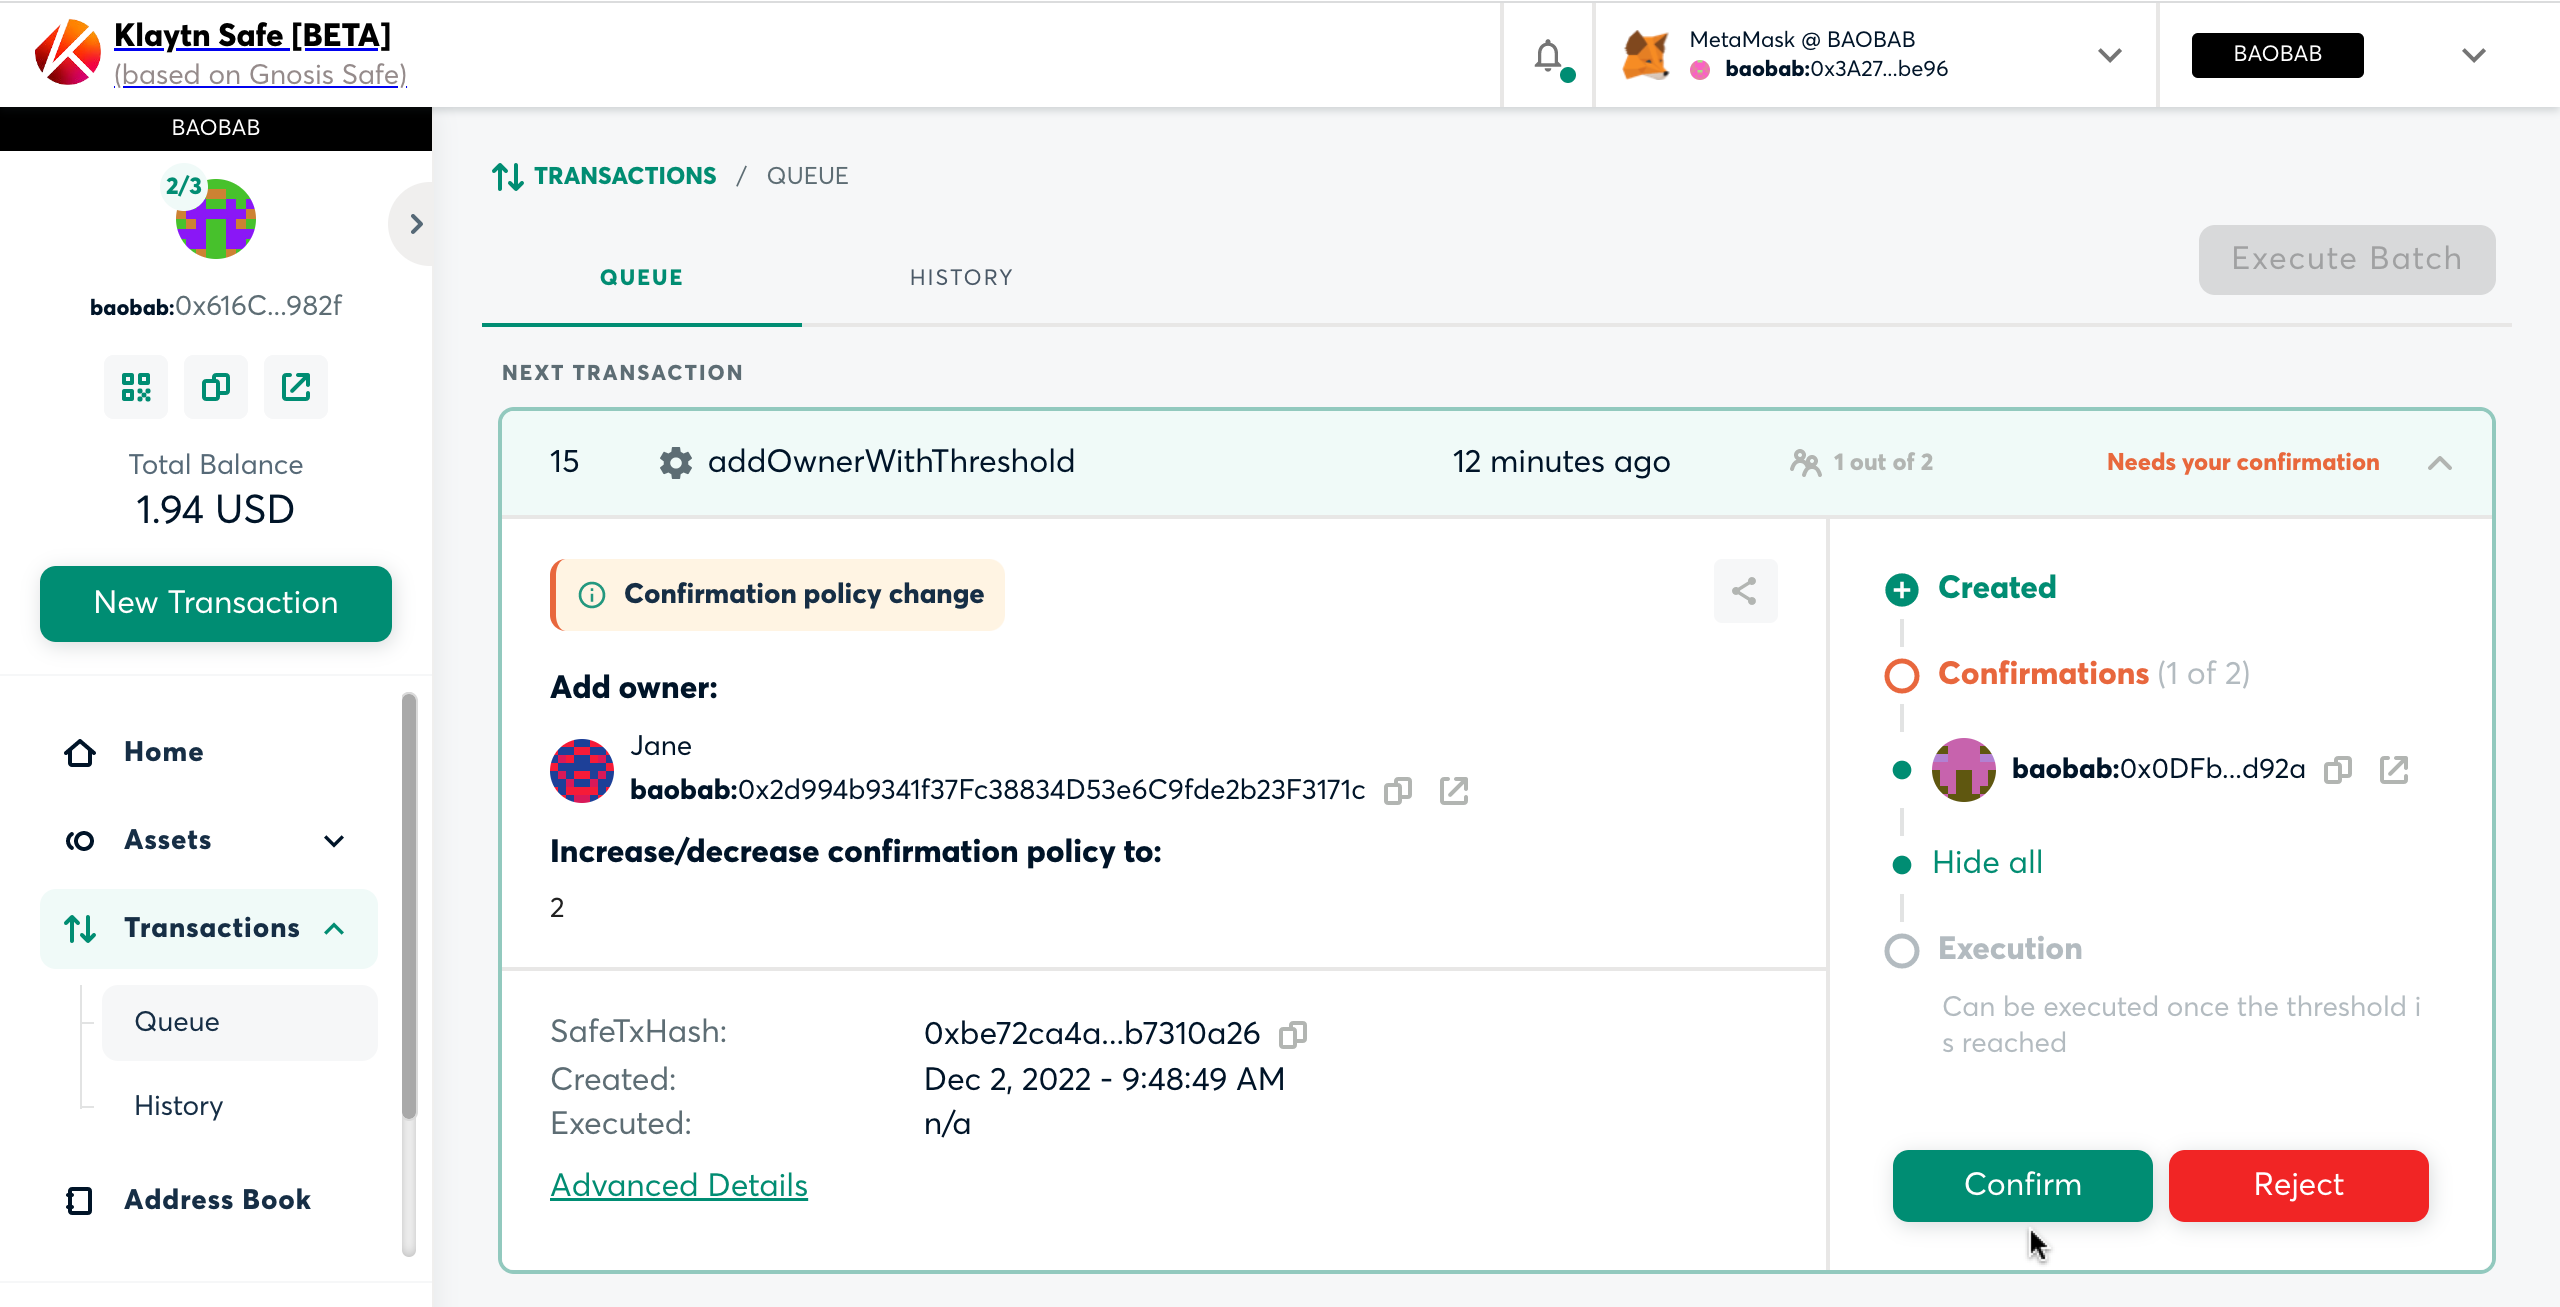 Klaytn Safe [BETA]
(based on Gnosis Safe)
MetaMask @ BAOBAB
baobab:0x3A27...be96
BAOBAB
BAOBAB
2/3
baobab:0x616C...982f
Total Balance
1.94 USD
New Transaction
Home
Assets
Transactions
Queue
History
Address Book
TRANSACTIONS / QUEUE
QUEUE
HISTORY
Execute Batch
NEXT TRANSACTION
15 addOwnerWithThreshold 12 minutes ago 1 out of 2 Needs your confirmation
Confirmation policy change
Add owner:
Jane
baobab:0x2d994b9341f37Fc38834D53e6C9fde2b23F3171c
Increase/decrease confirmation policy to:
2
SafeTxHash: 0xbe72ca4a...b7310a26
Created: Dec 2, 2022 - 9:48:49 AM
Executed: n/a
Advanced Details
Created
Confirmations (1 of 2)
baobab:0x0DFb...d92a
Hide all
Execution
Can be executed once the threshold i
s reached
Confirm
Reject